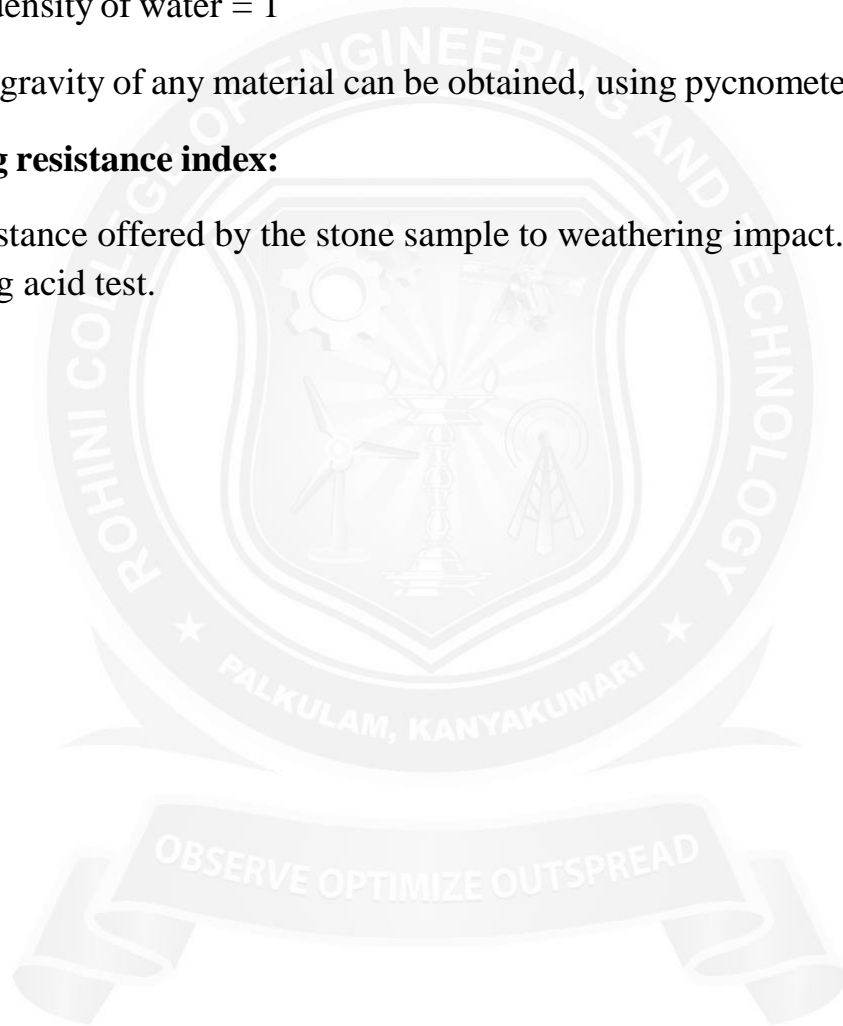 density of water = 1
gravity of any material can be obtained, using pycnomete
g resistance index:
stance offered by the stone sample to weathering impact.
g acid test.
ROHINI COLLEGE OF ENGINEERING AND TECHNOLOGY
PALKULAM, KANYAKUMARI
OBSERVE OPTIMIZE OUTSPREAD